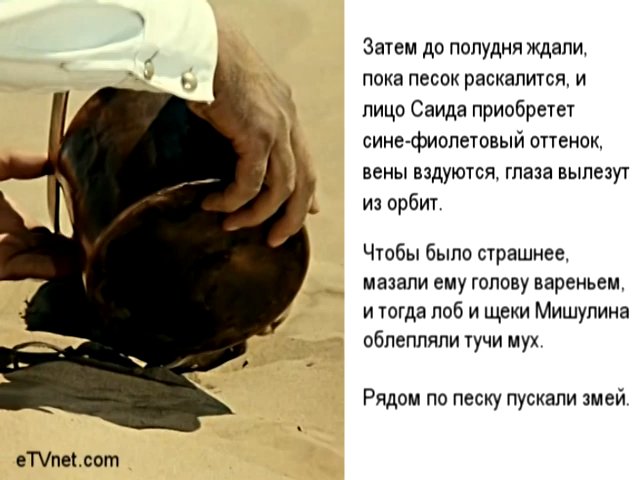 Затем до полудня ждали,
пока песок раскалится, и
лицо Саида приобретет
сине-фиолетовый оттенок,
вены вздуются, глаза вылезут
из орбит.
Чтобы было страшнее,
мазали ему голову вареньем,
и тогда лоб и щеки Мишулина
облепляли тучи мух.
Рядом по песку пускали змей.
eTVnet.com